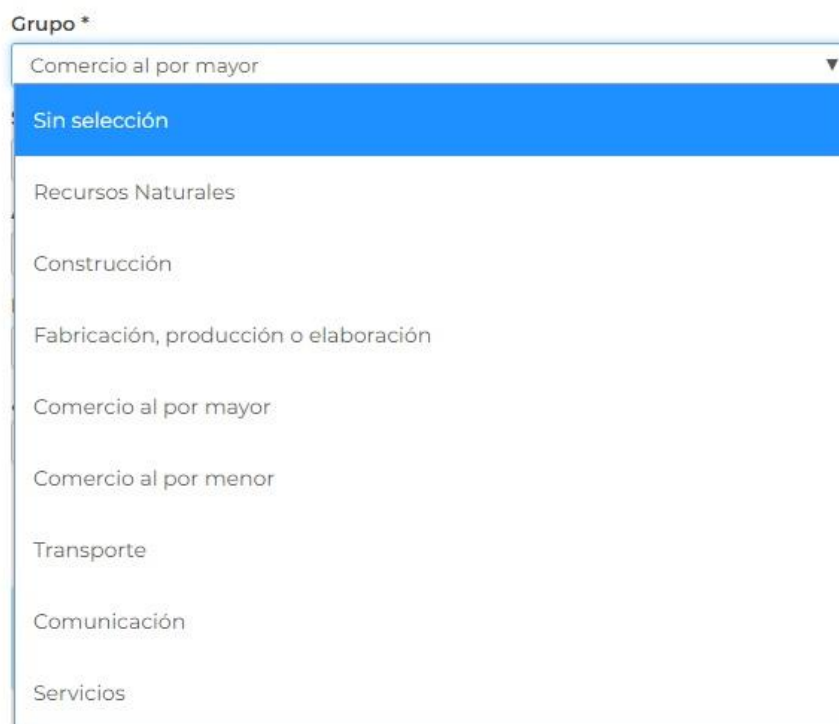 Grupo *
Comercio al por mayor
Sin selección
Recursos Naturales
Construcción
Fabricación, producción o elaboración
Comercio al por mayor
Comercio al por menor
Transporte
Comunicación
Servicios